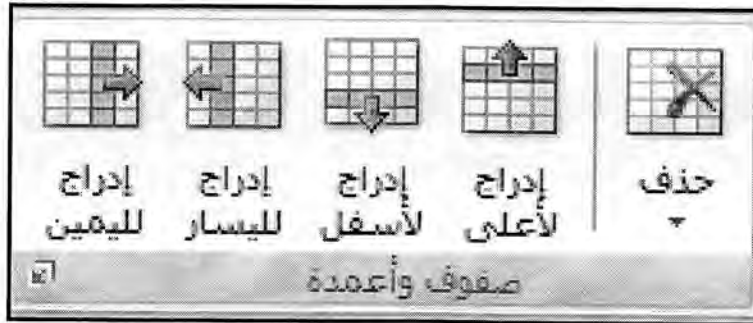 حذف
إدراج لأعلى
إدراج لأسفل
إدراج لليسار
إدراج لليمين
صفوف وأعمدة